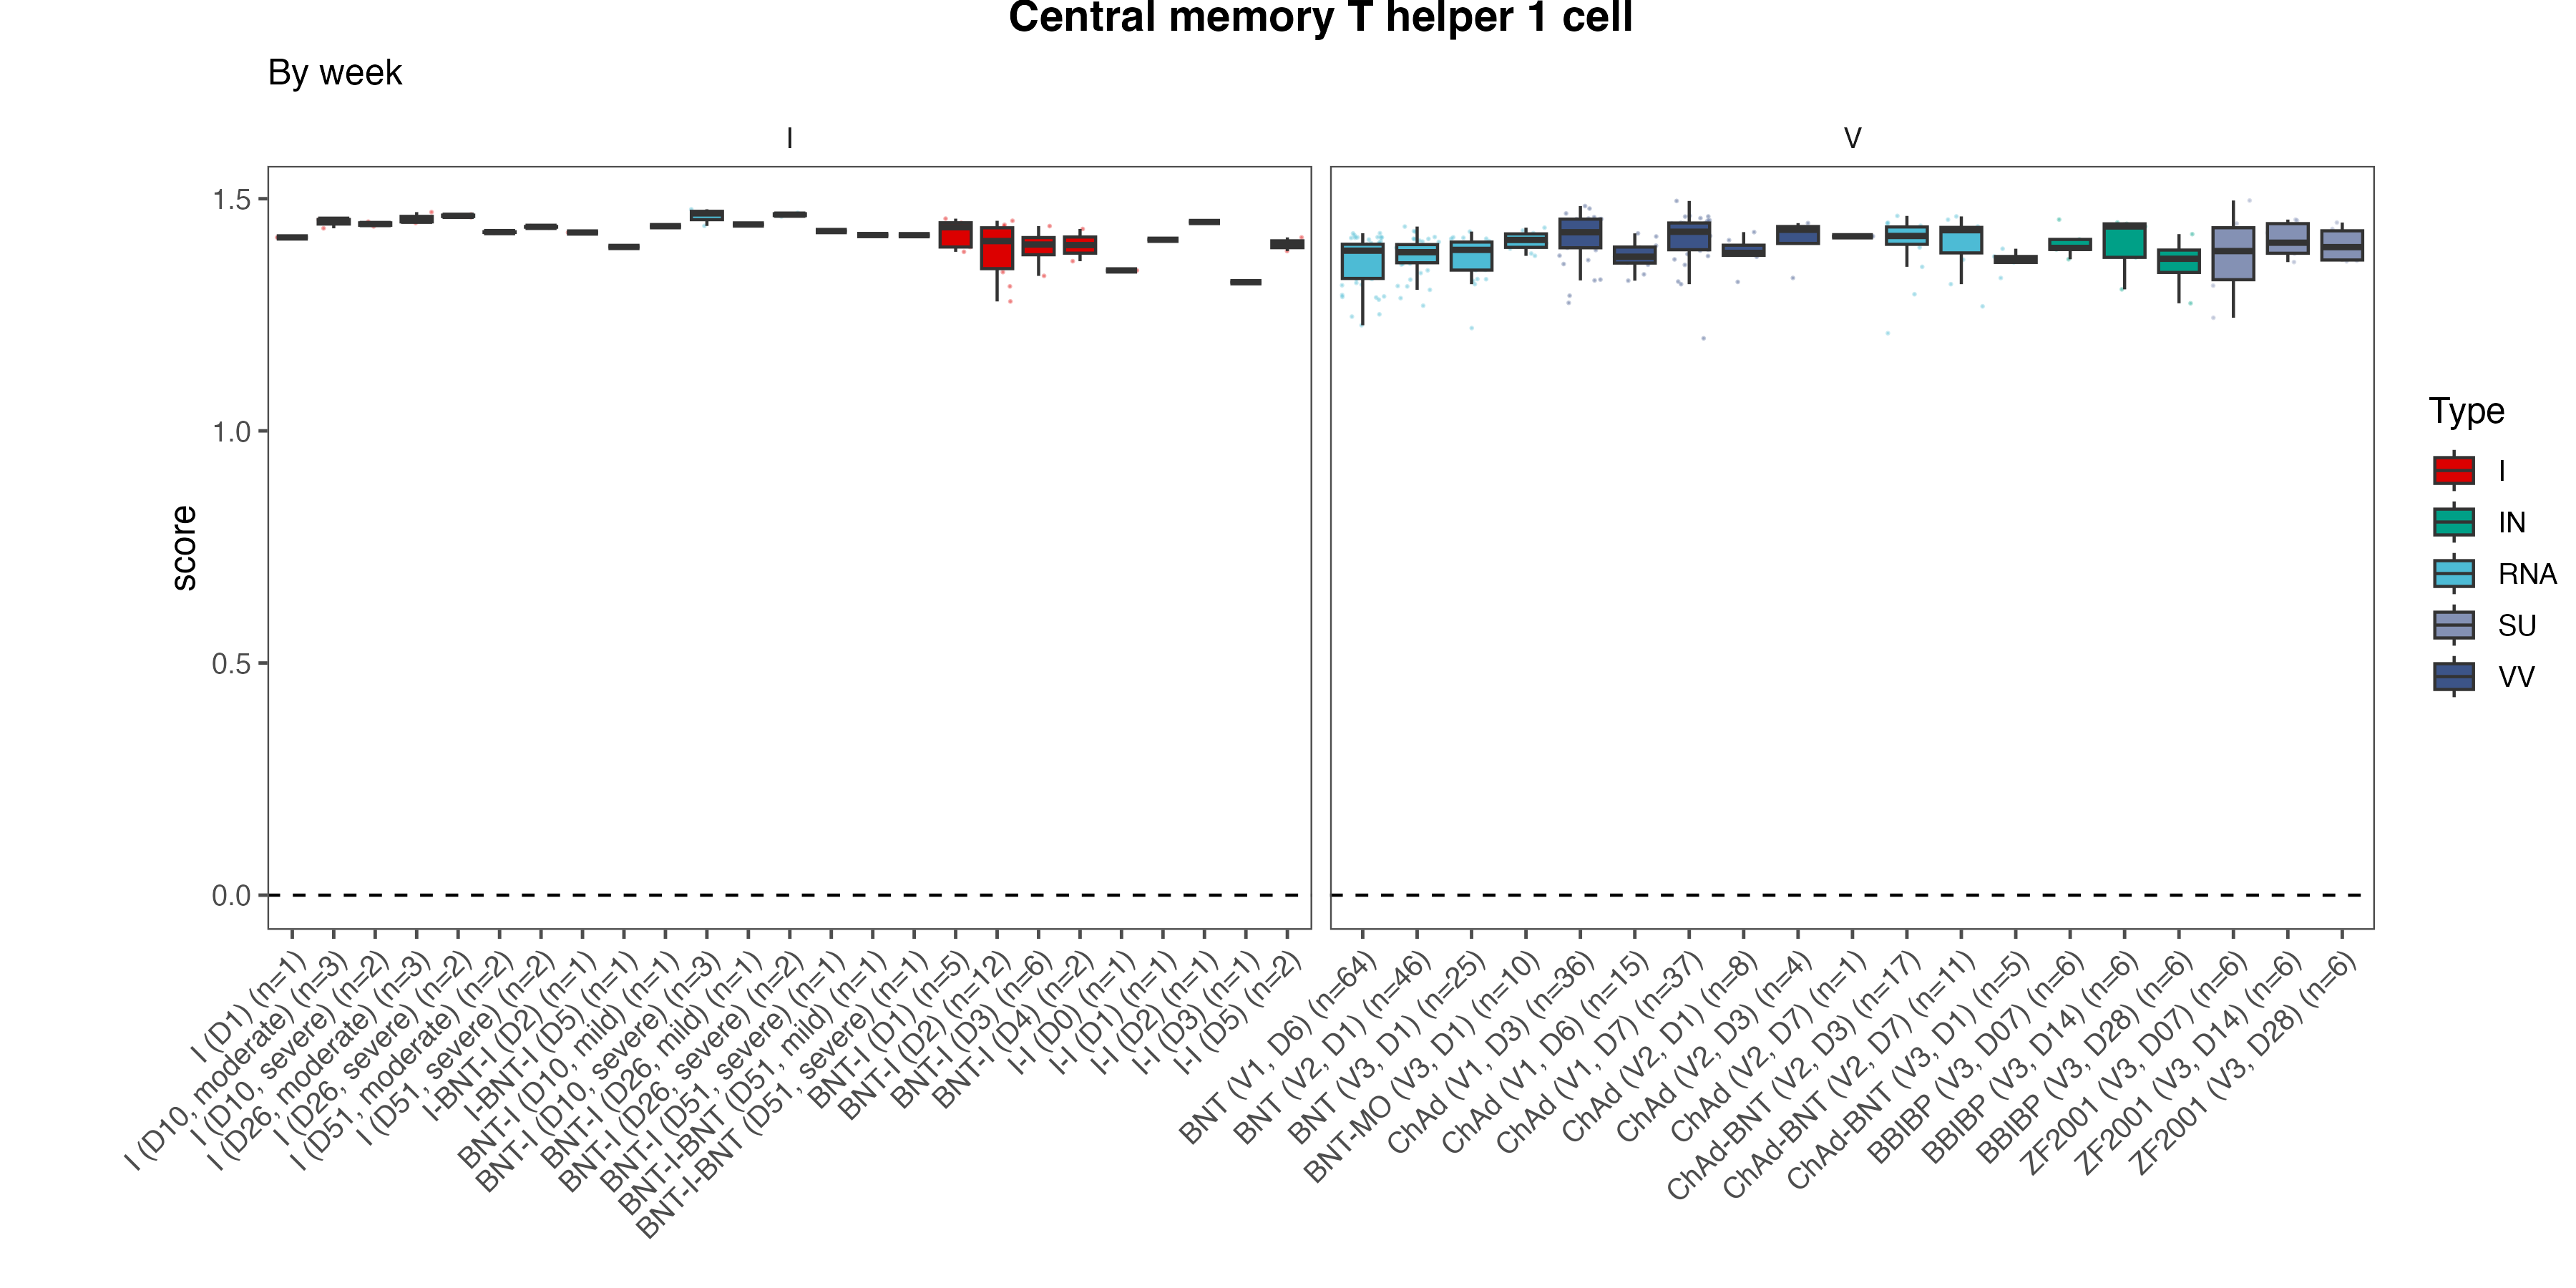 Central memory T helper 1 cell
By week
I
V
score
1.5
1.0
0.5
0.0
I (D1) (n=1)
I (D10, moderate) (n=3)
I (D10, severe) (n=2)
I (D26, moderate) (n=3)
I (D26, severe) (n=2)
I (D51, moderate) (n=2)
I (D51, severe) (n=2)
I-BNT-I (D2) (n=1)
I-BNT-I (D5) (n=1)
BNT-I (D10, mild) (n=1)
BNT-I (D10, severe) (n=3)
BNT-I (D26, mild) (n=1)
BNT-I (D26, severe) (n=2)
BNT-I (D51, severe) (n=1)
BNT-I-BNT (D51, mild) (n=1)
BNT-I-BNT (D51, severe) (n=1)
BNT-I (D1) (n=5)
BNT-I (D2) (n=12)
BNT-I (D3) (n=6)
BNT-I (D4) (n=2)
I-I (D0) (n=1)
I-I (D1) (n=1)
I-I (D2) (n=1)
I-I (D3) (n=1)
I-I (D5) (n=2)
BNT (V1, D6) (n=64)
BNT (V2, D1) (n=46)
BNT (V3, D1) (n=25)
BNT-MO (V3, D1) (n=10)
ChAd (V1, D3) (n=36)
ChAd (V1, D6) (n=15)
ChAd (V1, D7) (n=37)
ChAd (V2, D1) (n=8)
ChAd (V2, D3) (n=4)
ChAd (V2, D7) (n=1)
ChAd-BNT (V2, D3) (n=17)
ChAd-BNT (V2, D7) (n=11)
ChAd-BNT (V3, D1) (n=5)
BBIBP (V3, D07) (n=6)
BBIBP (V3, D14) (n=6)
BBIBP (V3, D28) (n=6)
ZF2001 (V3, D07) (n=6)
ZF2001 (V3, D14) (n=6)
ZF2001 (V3, D28) (n=6)
Type
I
IN
RNA
SU
VV